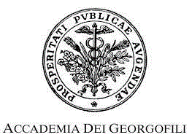 PROSPERITATI PVBLICAE AVGENDAE
ACCADEMIA DEI GEORGOFILI